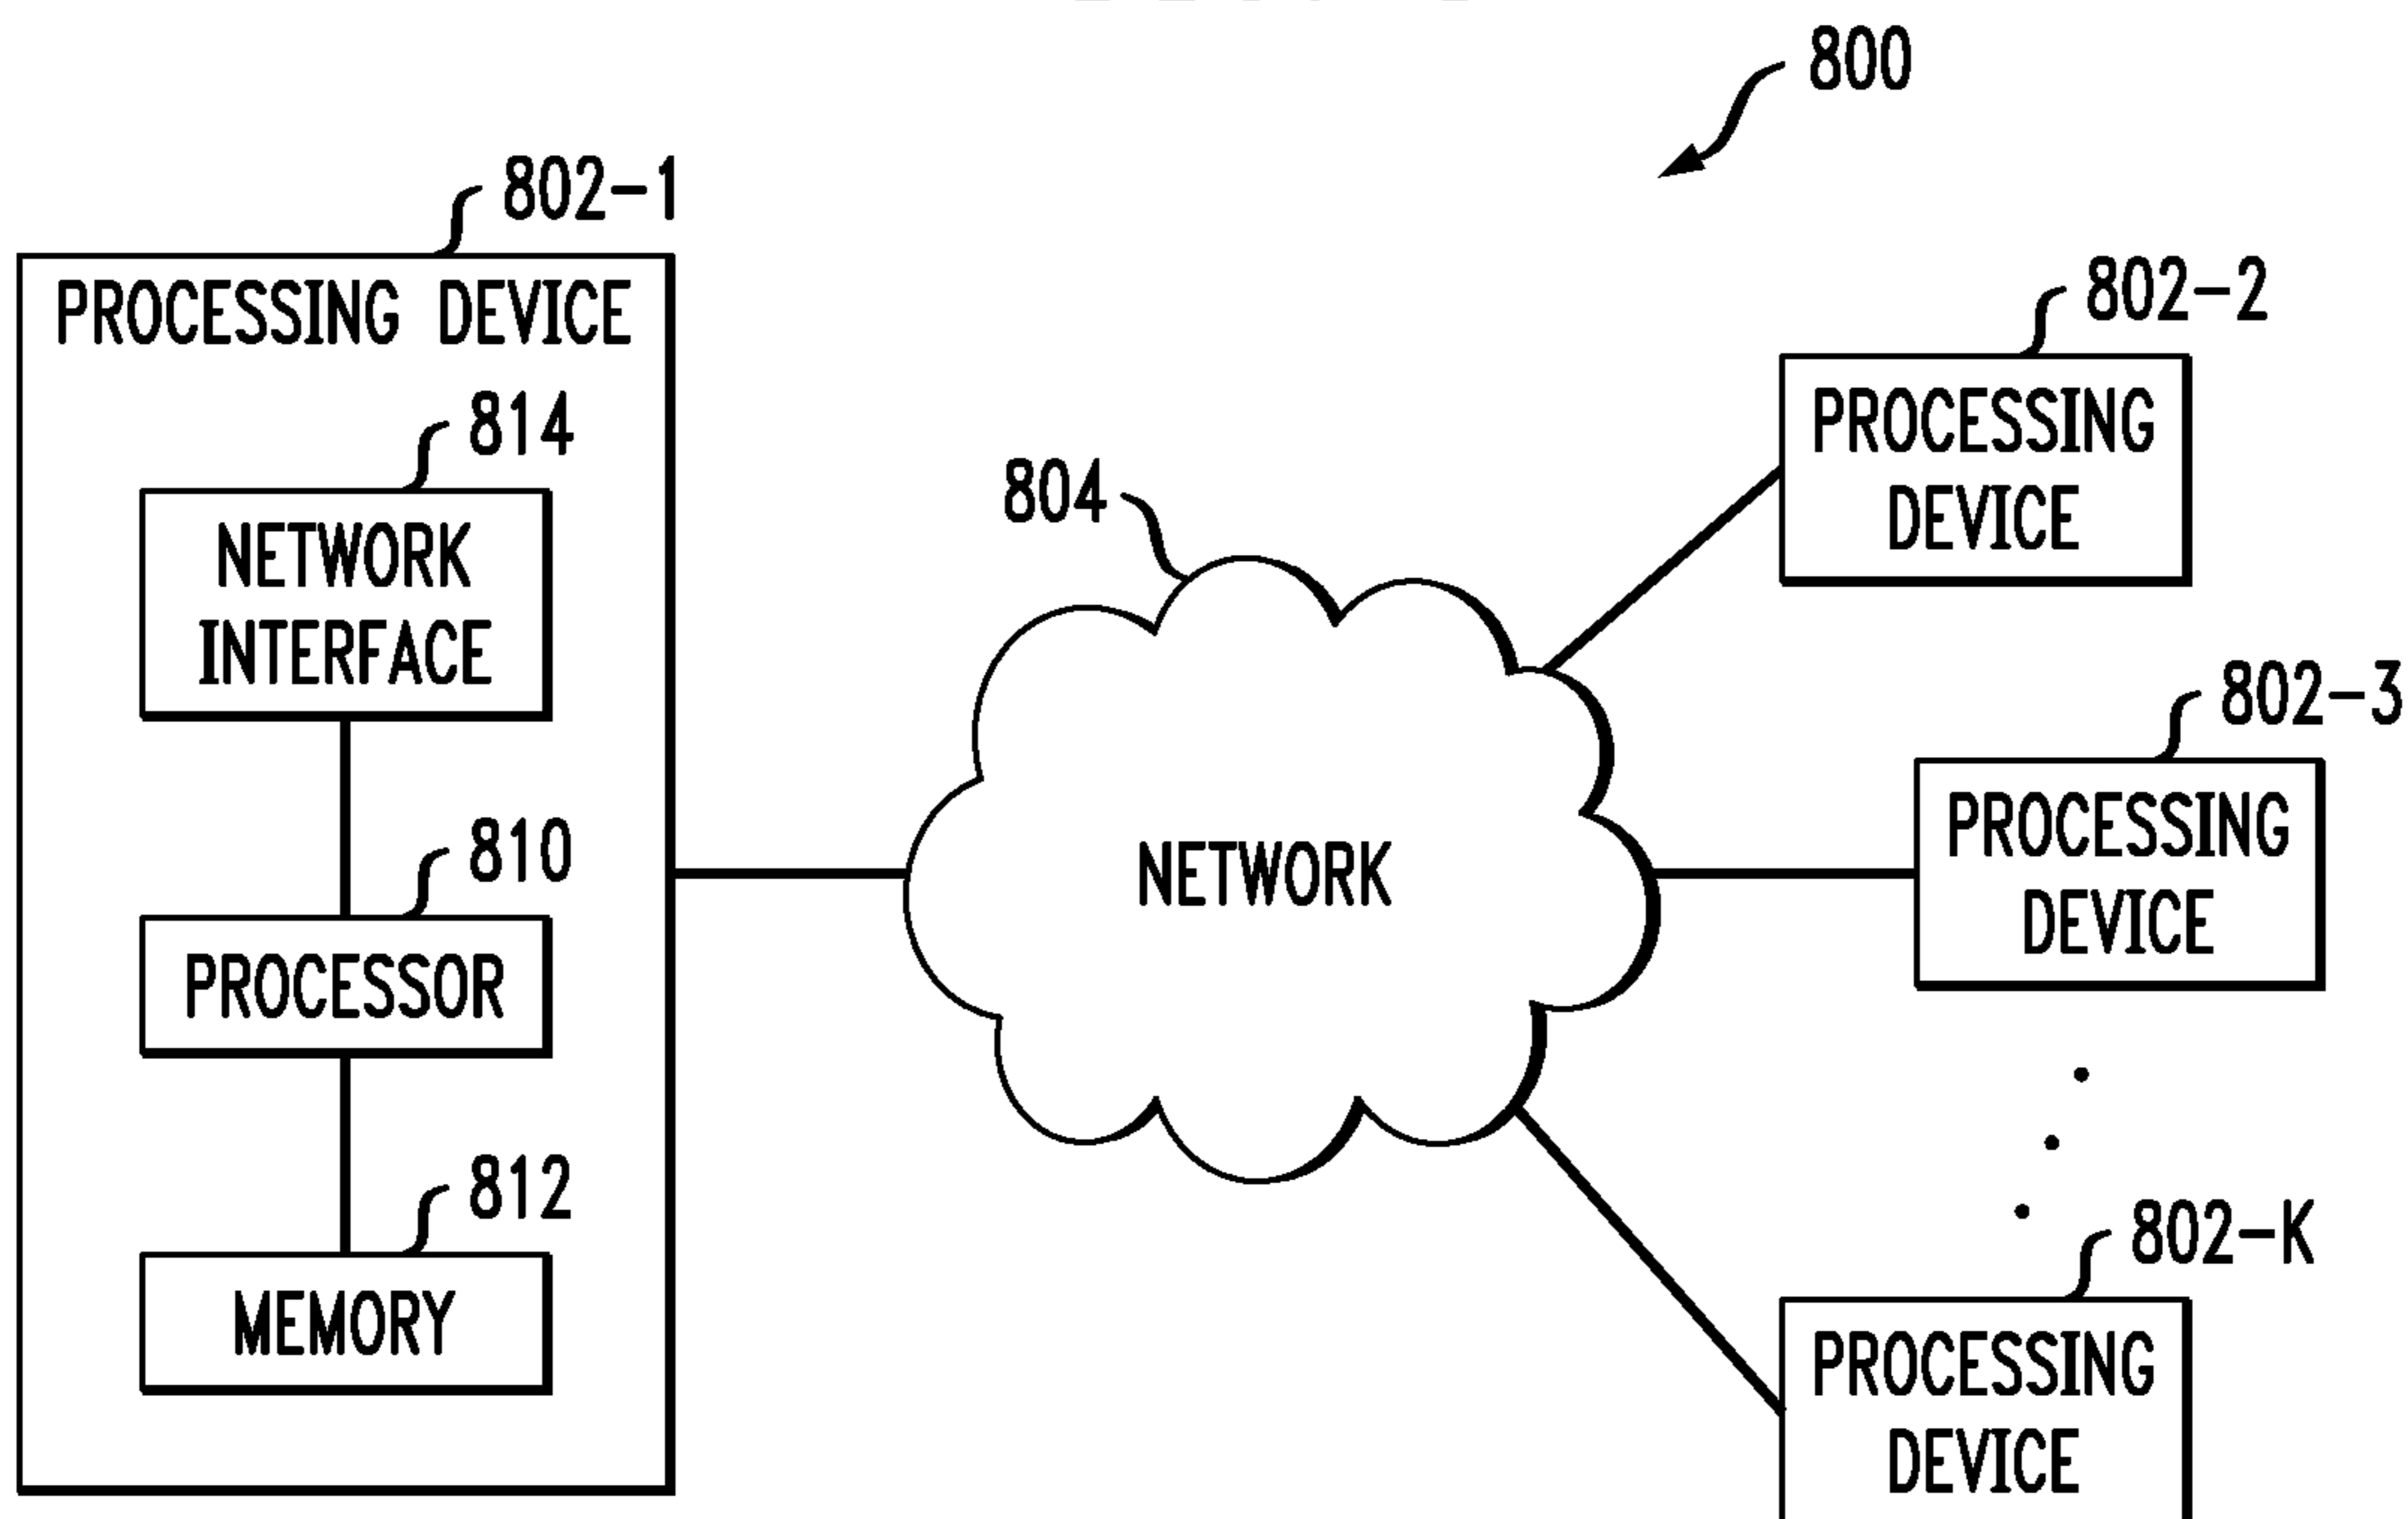 800
802-1
PROCESSING DEVICE
814
NETWORK
INTERFACE
810
PROCESSOR
812
MEMORY
804
NETWORK
802-2
PROCESSING
DEVICE
802-3
PROCESSING
DEVICE
802-K
PROCESSING
DEVICE